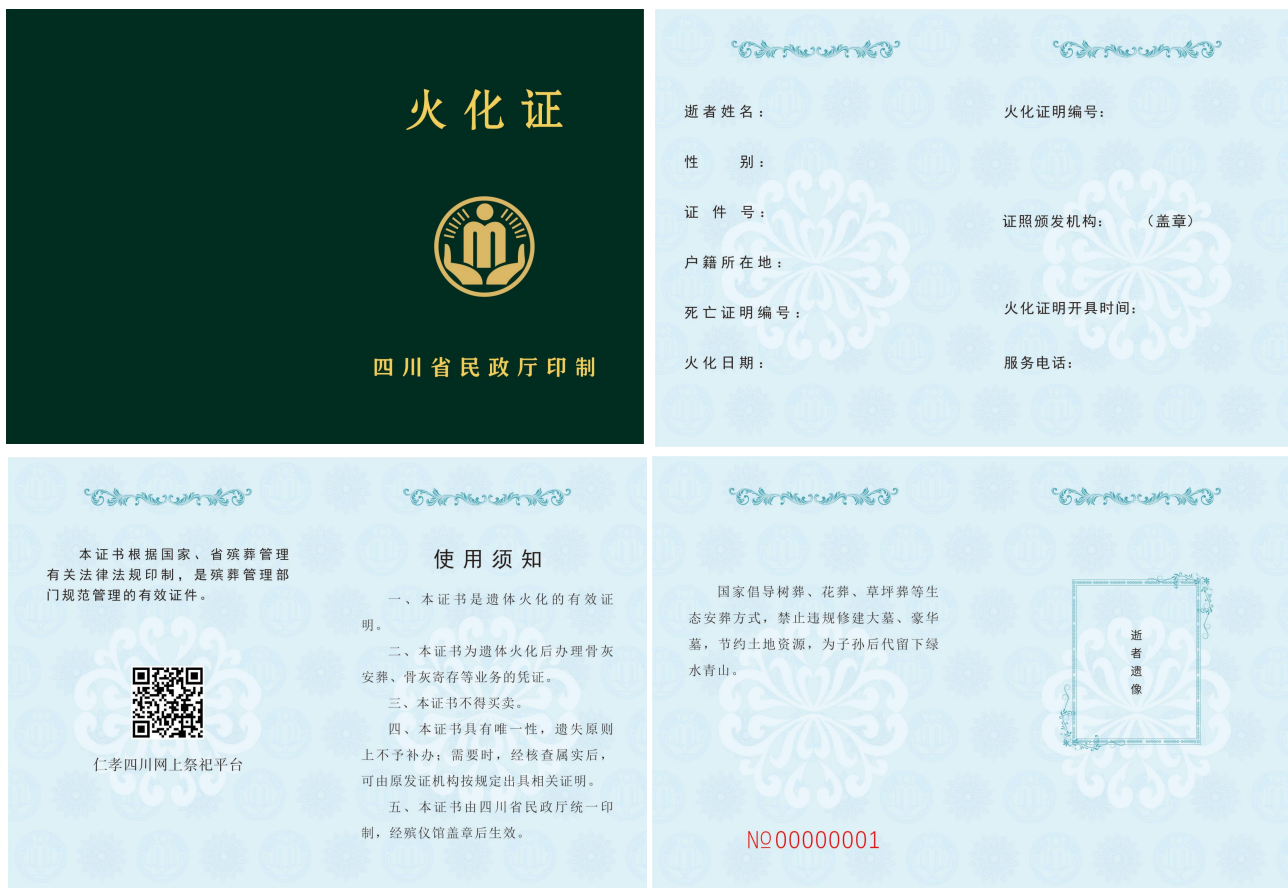 火化证
四川省民政厅印制
逝者姓名：
性 别：
证件号：
户籍所在地：
死亡证明编号：
火化日期：
火化证明编号：
证照颁发机构： （盖章）
火化证明开具时间：
服务电话：
本证书根据国家、省殡葬管理
有关法律法规印制，是殡葬管理部
门规范管理的有效证件。
仁孝四川网上祭祀平台
使用须知
一、本证书是遗体火化的有效证
明。
二、本证书为遗体火化后办理骨灰
安葬、骨灰寄存等业务的凭证。
三、本证书不得买卖。
四、本证书具有唯一性，遗失原则
上不予补办；需要时，经核查属实后，
可由原发证机构按规定出具相关证明。
五、本证书由四川省民政厅统一印
制，经殡仪馆盖章后生效。
国家倡导树葬、花葬、草坪葬等生
态安葬方式，禁止违规修建大墓、豪华
墓，节约土地资源，为子孙后代留下绿
水青山。
№00000001
逝者遗像